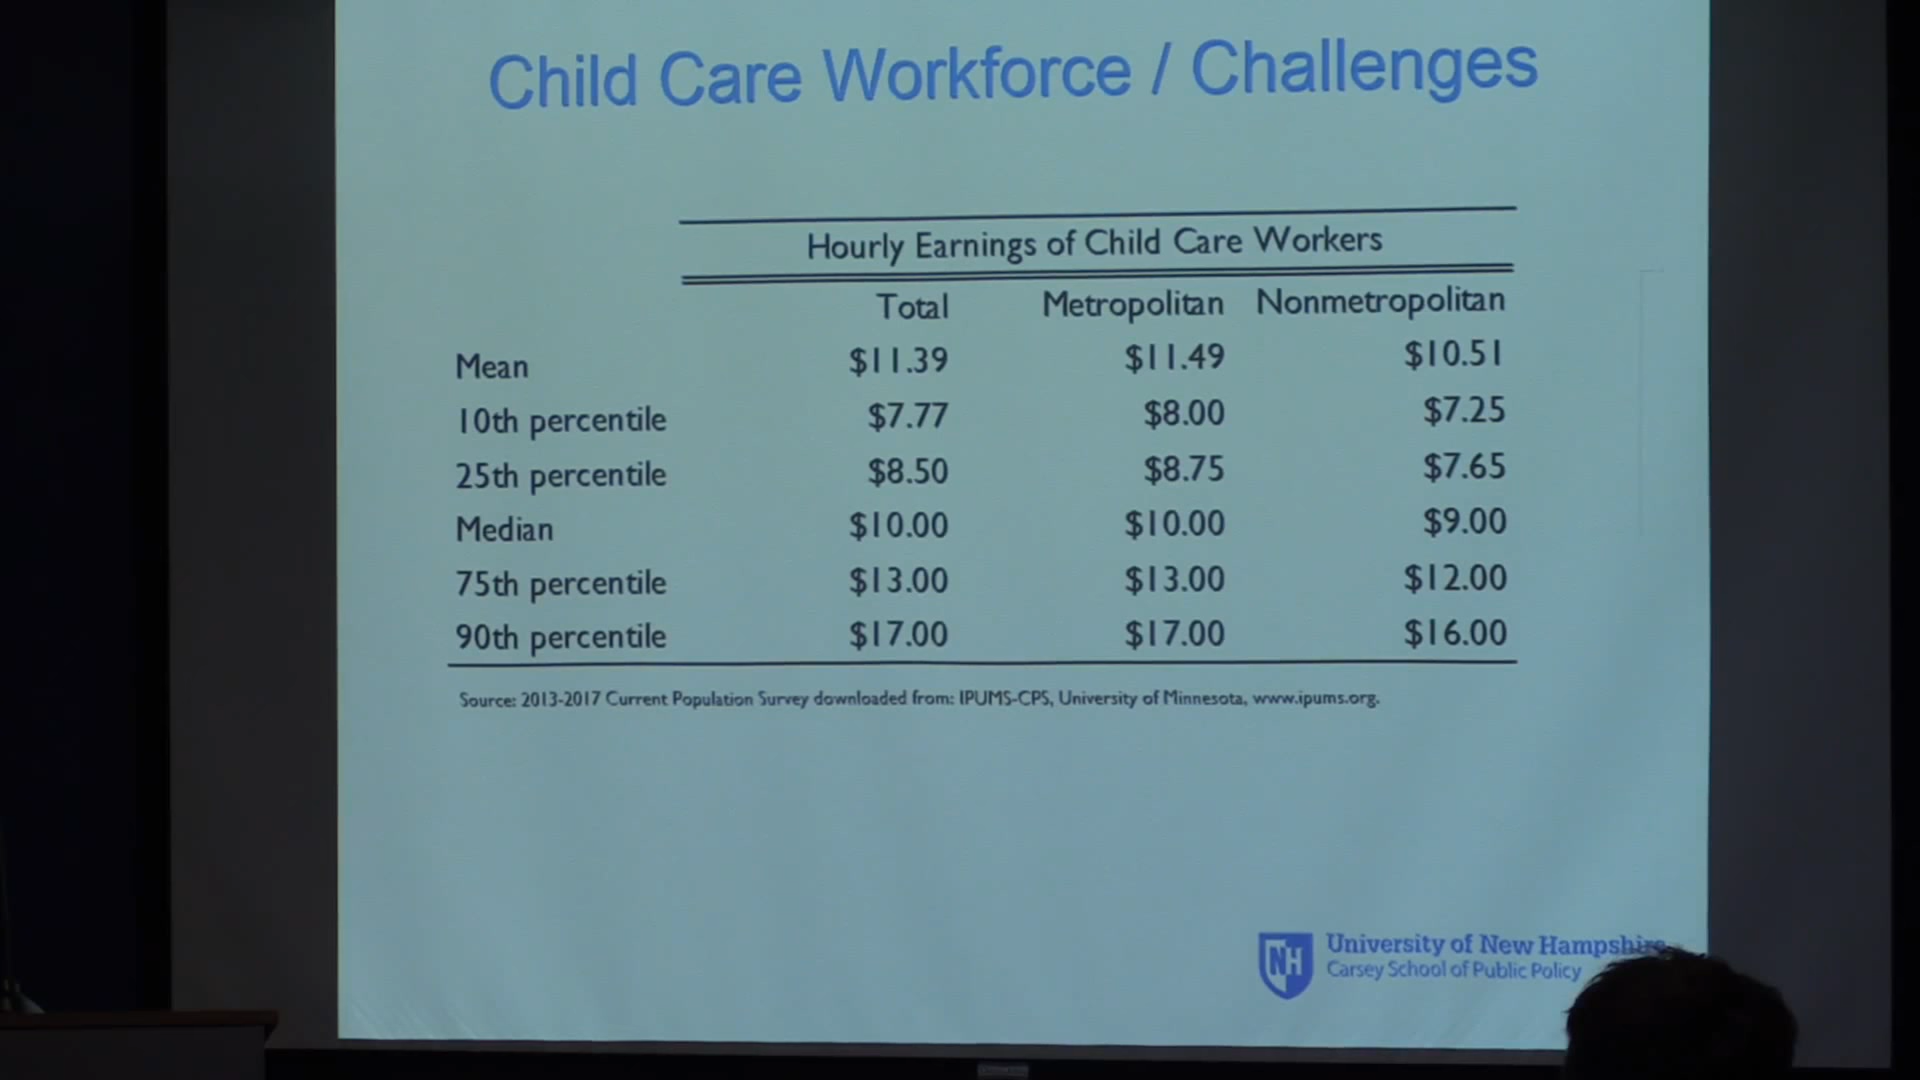 Child Care Workforce / Challenges
Hourly Earnings of Child Care Workers
Total Metropolitan Nonmetropolitan
Mean $11.39 $11.49 $10.51
10th percentile $7.77 $8.00 $7.25
25th percentile $8.50 $8.75 $7.65
Median $10.00 $10.00 $9.00
75th percentile $13.00 $13.00 $12.00
90th percentile $17.00 $17.00 $16.00
Source: 2013-2017 Current Population Survey downloaded from: IPUMS-CPS, University of Minnesota, www.ipums.org.
NH University of New Hampshire
Carsey School of Public Policy